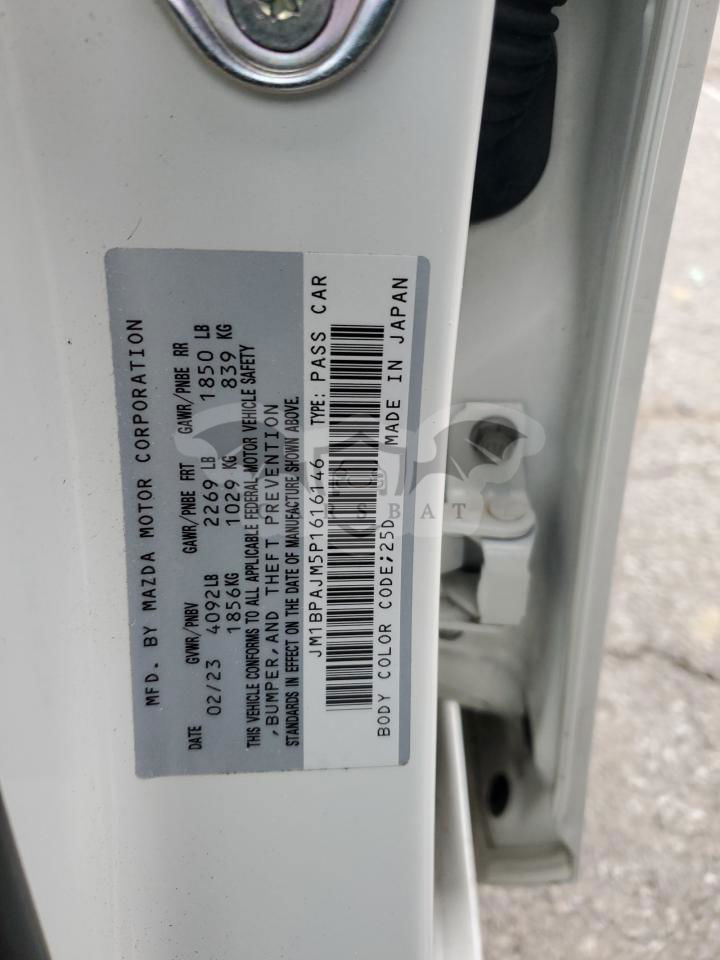 MFD. BY MAZDA MOTOR CORPORATION
DATE GVWR/PNBV GAWR/PNBE FRT GAWR/PNBE RR
02/23 4092LB 2269 LB 1850 LB
1856KG 1029 KG 839 KG
THIS VEHICLE CONFORMS TO ALL APPLICABLE FEDERAL MOTOR VEHICLE SAFETY
,BUMPER,AND THEFT PREVENTION
STANDARDS IN EFFECT ON THE DATE OF MANUFACTURE SHOWN ABOVE.
JM1BPAJM5P1616146 TYPE: PASS CAR
BODY COLOR CODE;25D MADE IN JAPAN
CARSBAT